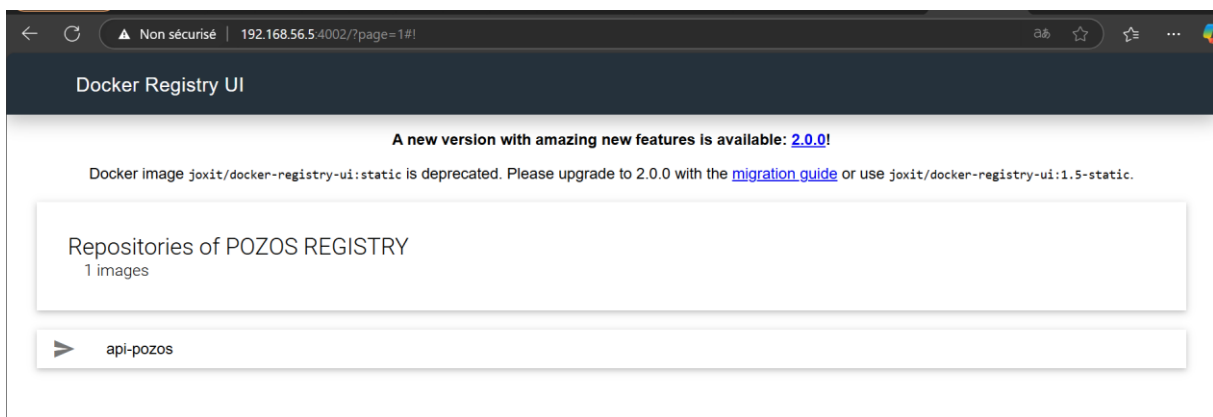 Non sécurisé | 192.168.56.5:4002/?page=1#!
Docker Registry UI
A new version with amazing new features is available: 2.0.0!
Docker image joxit/docker-registry-ui:static is deprecated. Please upgrade to 2.0.0 with the migration guide or use joxit/docker-registry-ui:1.5-static.
Repositories of POZOS REGISTRY
1 images
api-pozos